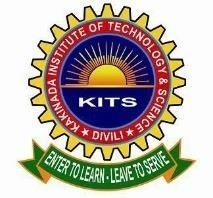 KAKINADA INSTITUTE OF TECHNOLOGY & SCIENCE
KITS
★ DIVILI ★
ENTER TO LEARN - LEAVE TO SERVE